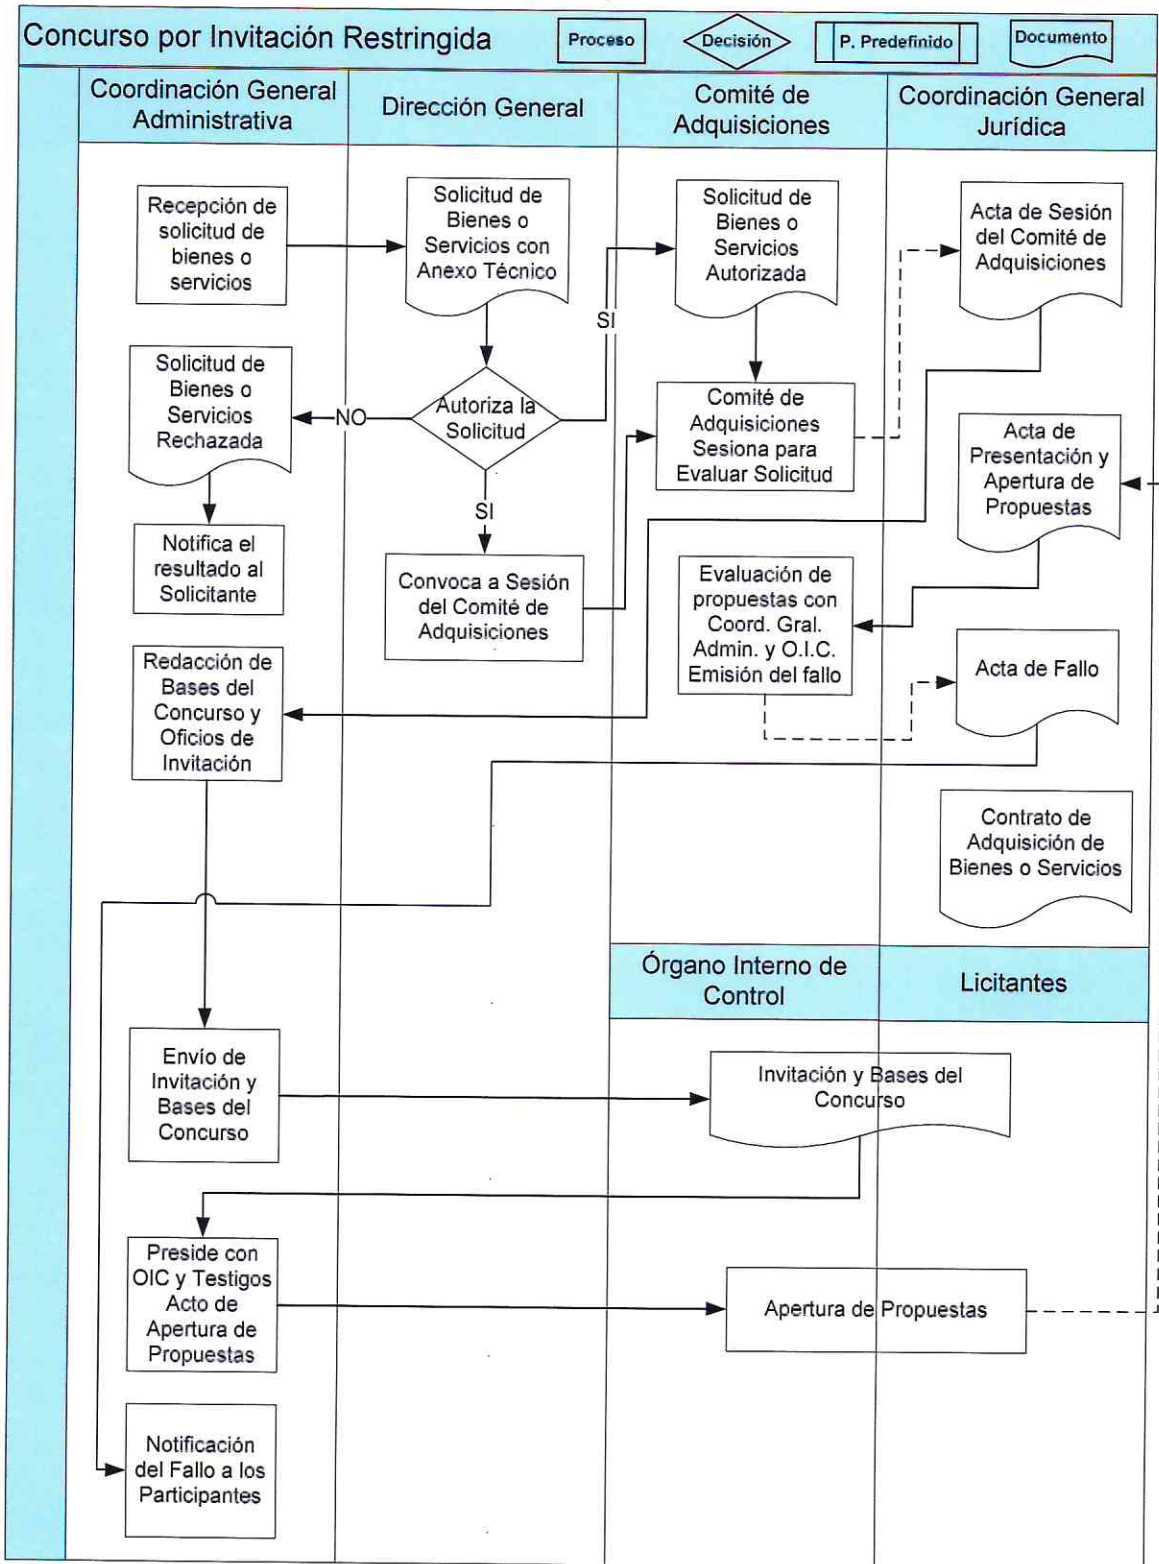 Concurso por Invitación Restringida
Proceso
Decisión
P. Predefinido
Documento
Coordinación General
Administrativa
Dirección General
Comité de
Adquisiciones
Coordinación General
Jurídica
Recepción de
solicitud de
bienes o
servicios
Solicitud de
Bienes o
Servicios con
Anexo Técnico
Solicitud de
Bienes o
Servicios
Autorizada
Acta de Sesión
del Comité de
Adquisiciones
SI
Solicitud de
Bienes o
Servicios
Rechazada
NO
Autoriza la
Solicitud
Comité de
Adquisiciones
Sesiona para
Evaluar Solicitud
Acta de
Presentación y
Apertura de
Propuestas
SI
Notifica el
resultado al
Solicitante
Convoca a Sesión
del Comité de
Adquisiciones
Evaluación de
propuestas con
Coord. Gral.
Admin. y O.I.C.
Emisión del fallo
Redacción de
Bases del
Concurso y
Oficios de
Invitación
Acta de Fallo
Contrato de
Adquisición de
Bienes o Servicios
Órgano Interno de
Control
Licitantes
Envío de
Invitación y
Bases del
Concurso
Invitación y Bases del
Concurso
Preside con
OIC y Testigos
Acto de
Apertura de
Propuestas
Apertura de Propuestas
Notificación
del Fallo a los
Participantes